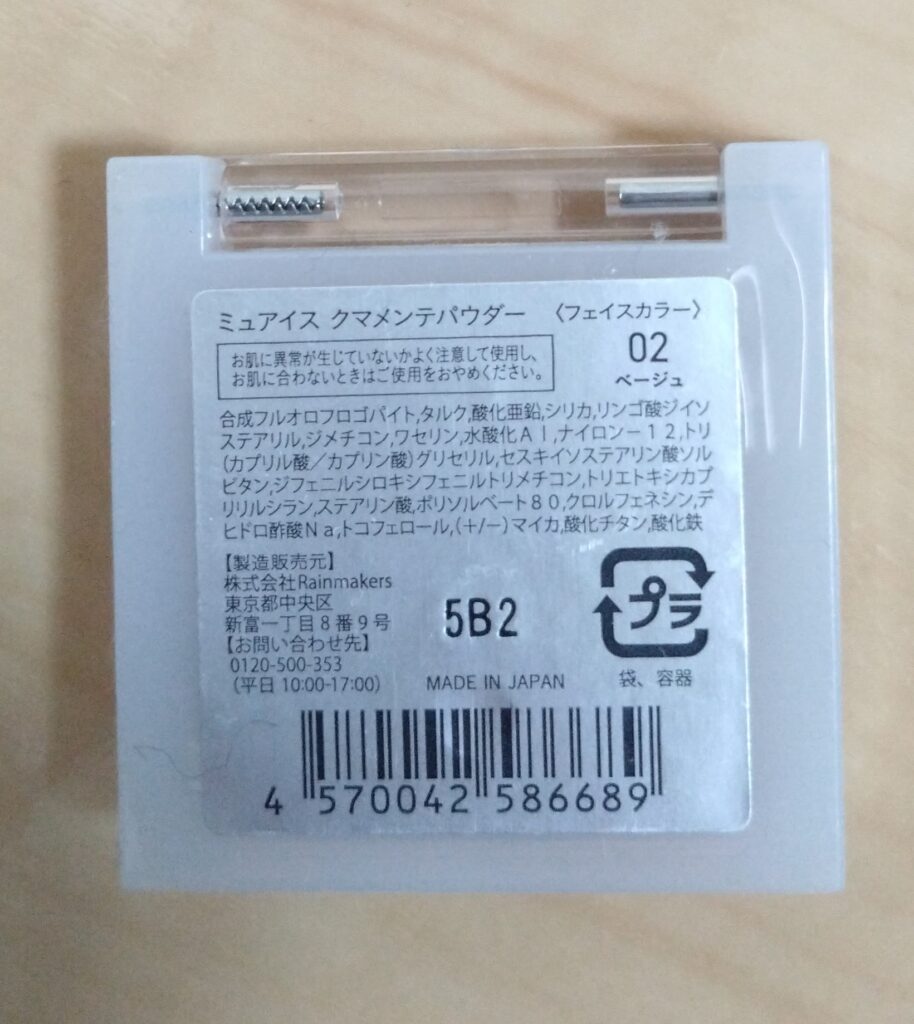 ミュアイス クマメンテパウダー 〈フェイスカラー〉
お肌に異常が生じていないかよく注意して使用し、
お肌に合わないときはご使用をおやめください。
02
ベージュ
合成フルオロフロゴパイト,タルク,酸化亜鉛,シリカ,リンゴ酸ジイソ
ステアリル,ジメチコン,ワセリン,水酸化Ａｌ,ナイロン－１２,トリ
(カプリル酸／カプリン酸)グリセリル,セスキイソステアリン酸ソル
ビタン,ジフェニルシロキシフェニルトリメチコン,トリエトキシカプ
リリルシラン,ステアリン酸,ポリソルベート８０,クロルフェネシン,デ
ヒドロ酢酸Ｎａ,トコフェロール,(＋/－)マイカ,酸化チタン,酸化鉄
【製造販売元】
株式会社Rainmakers
東京都中央区
新富一丁目８番９号
【お問い合わせ先】
0120-500-353
（平日 10:00-17:00）
5B2
MADE IN JAPAN
プラ
袋、容器
4 570042 586689